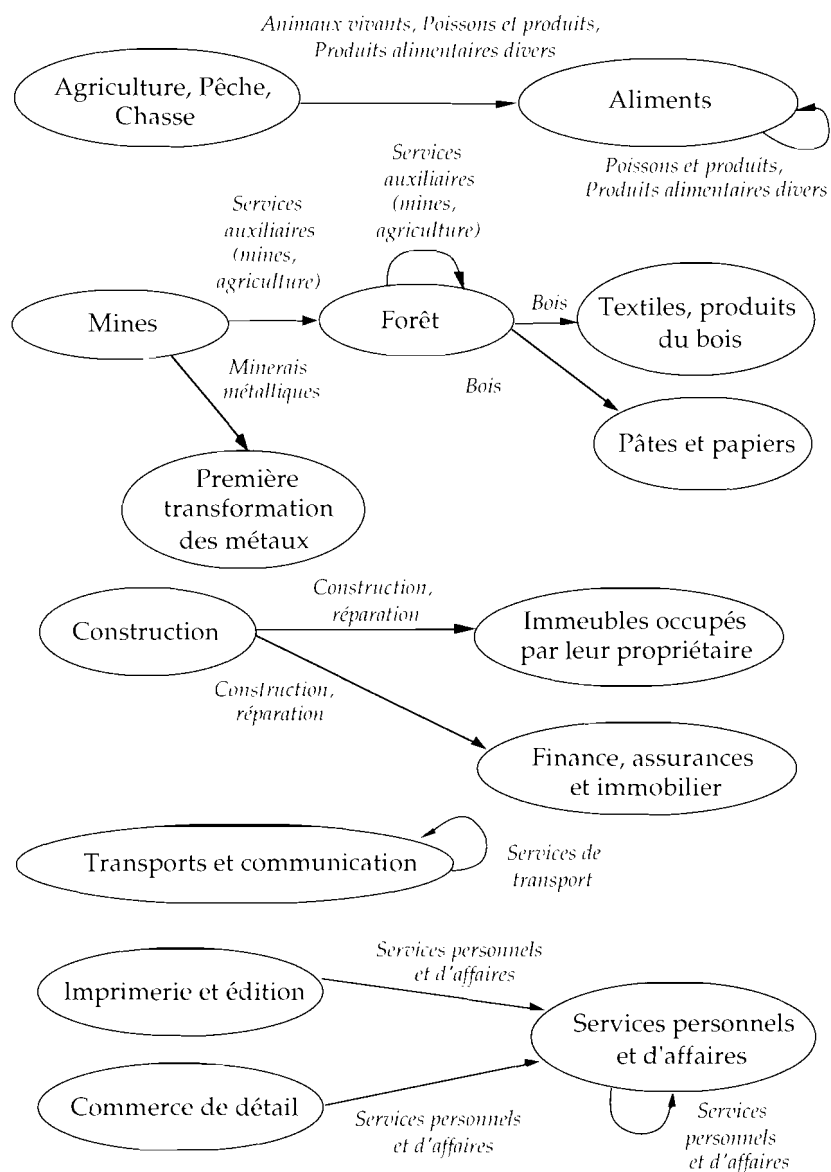 Animaux vivants, Poissons et produits,
Produits alimentaires divers
Agriculture, Pêche,
Chasse
Aliments
Poissons et produits,
Produits alimentaires divers
Services
auxiliaires
(mines,
agriculture)
Services
auxiliaires
(mines,
agriculture)
Mines
Forêt
Bois
Textiles, produits
du bois
Minerais
métalliques
Bois
Pâtes et papiers
Première
transformation
des métaux
Construction,
réparation
Construction
Immeubles occupés
par leur propriétaire
Construction,
réparation
Finance, assurances
et immobilier
Transports et communication
Services de
transport
Services personnels
et d'affaires
Imprimerie et édition
Services personnels
et d'affaires
Commerce de détail
Services personnels
et d'affaires
Services
personnels
et d'affaires